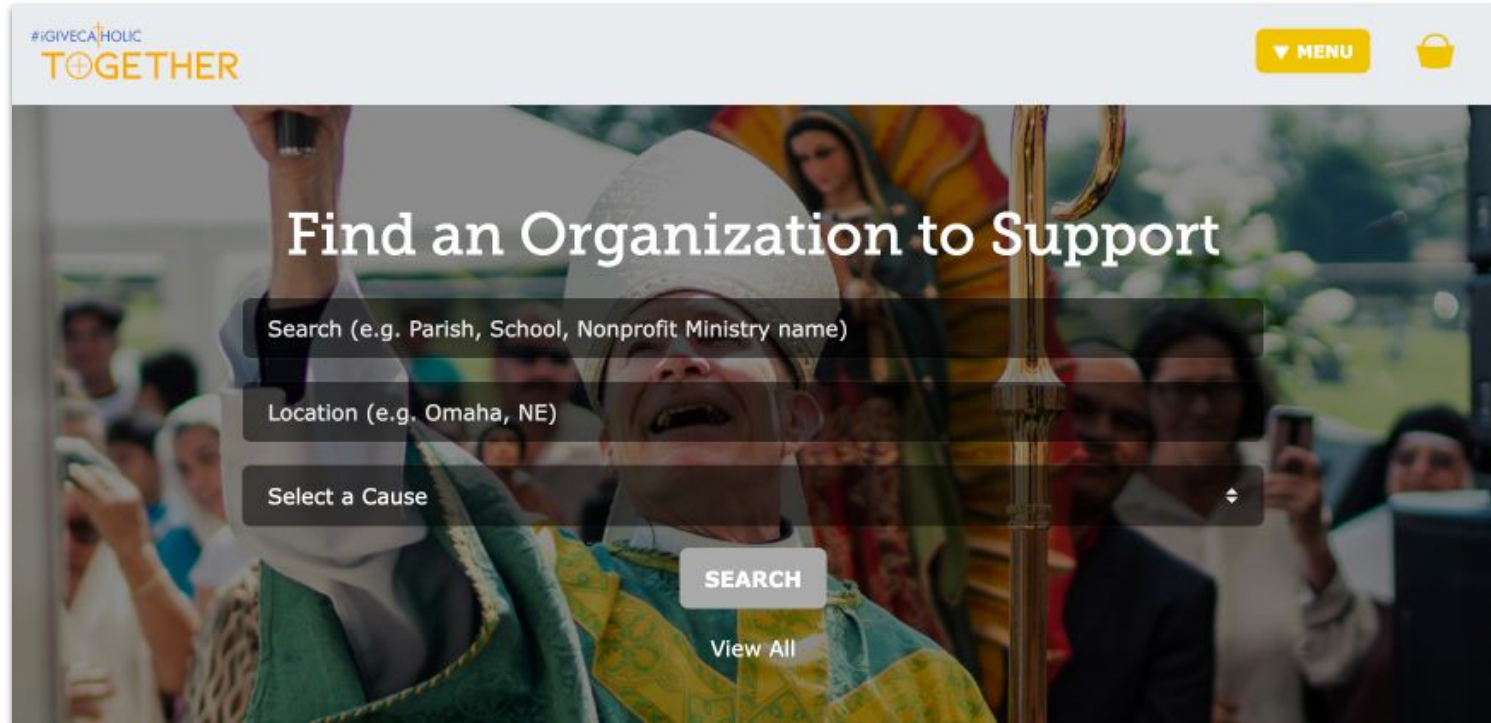 #iGIVECATHOLIC
TOGETHER
▼ MENU
Find an Organization to Support
Search (e.g. Parish, School, Nonprofit Ministry name)
Location (e.g. Omaha, NE)
Select a Cause
SEARCH
View All